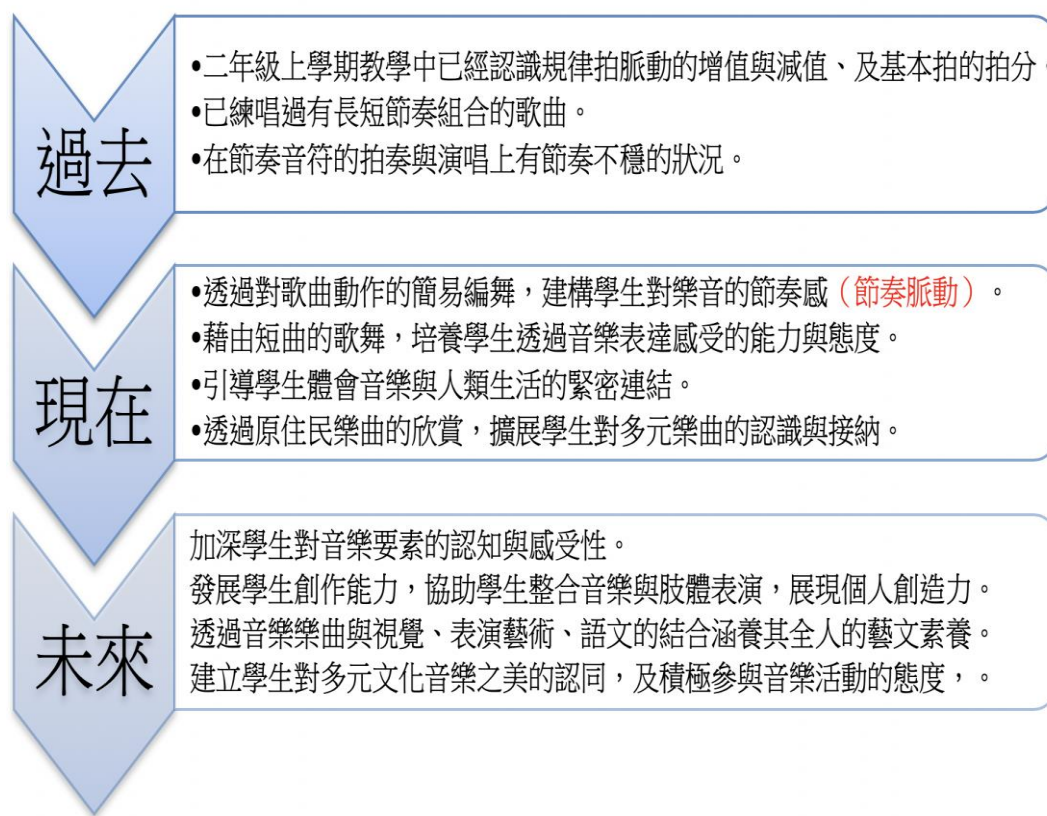 過去
•二年級上學期教學中已經認識規律拍脈動的增值與減值、及基本拍的拍分。
•已練唱過有長短節奏組合的歌曲。
•在節奏音符的拍奏與演唱上有節奏不穩的狀況。
現在
•透過對歌曲動作的簡易編舞，建構學生對樂音的節奏感（節奏脈動）。
•藉由短曲的歌舞，培養學生透過音樂表達感受的能力與態度。
•引導學生體會音樂與人類生活的緊密連結。
•透過原住民樂曲的欣賞，擴展學生對多元樂曲的認識與接納。
未來
加深學生對音樂要素的認知與感受性。
發展學生創作能力，協助學生整合音樂與肢體表演，展現個人創造力。
透過音樂樂曲與視覺、表演藝術、語文的結合涵養其全人的藝文素養。
建立學生對多元文化音樂之美的認同，及積極參與音樂活動的態度，。